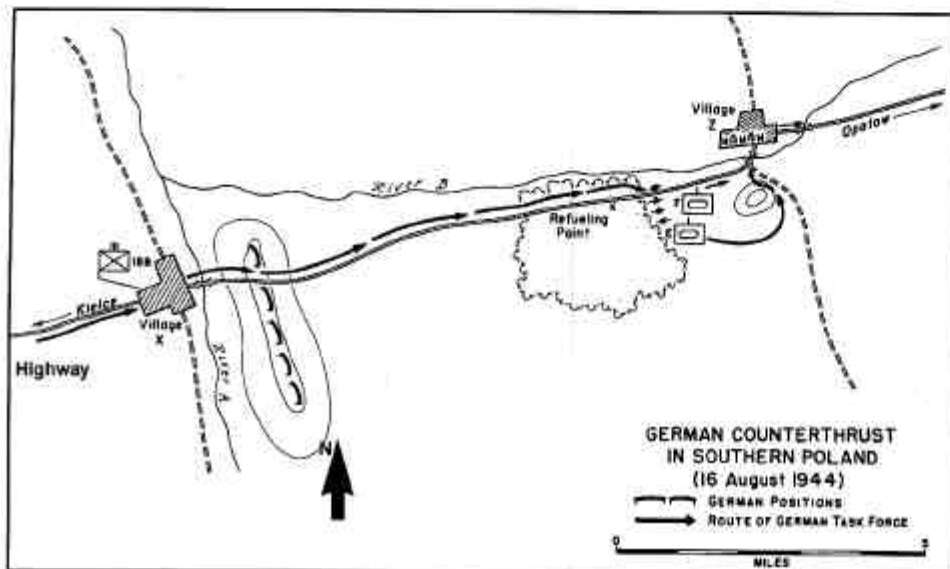 Village
Z
Opatow
River B
Refueling
Point
F
E
188
Kielce
Village
X
River A
Highway
N
GERMAN COUNTERTHRUST
IN SOUTHERN POLAND
(16 August 1944)
GERMAN POSITIONS
ROUTE OF GERMAN TASK FORCE
0
5
MILES